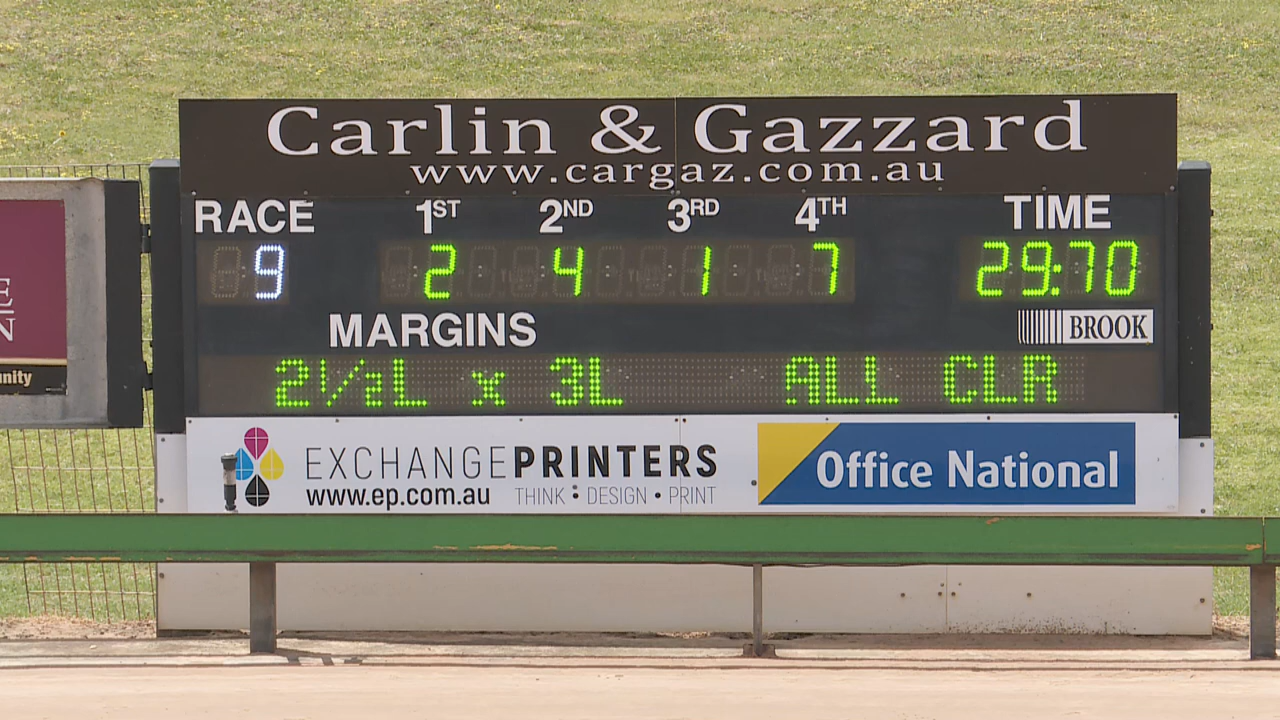 Carlin & Gazzard
www.cargaz.com.au
RACE 1ST 2ND 3RD 4TH TIME
9 2 4 1 7 29:70
MARGINS BROOK
2½L x 3L ALL CLR
EXCHANGEPRINTERS
www.ep.com.au THINK • DESIGN • PRINT
Office National
E
N
nity